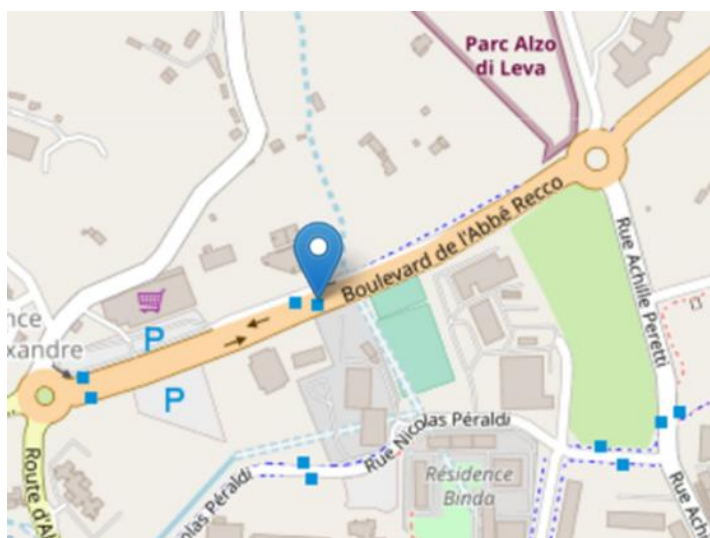 Parc Alzo
di Leva
Boulevard de l'Abbé Recco
Rue Achille Peretti
P
P
Rue Nicolas Péraldi
Résidence
Binda
Route d'A
olas Péraldi
Rue Ach
nce
exandre